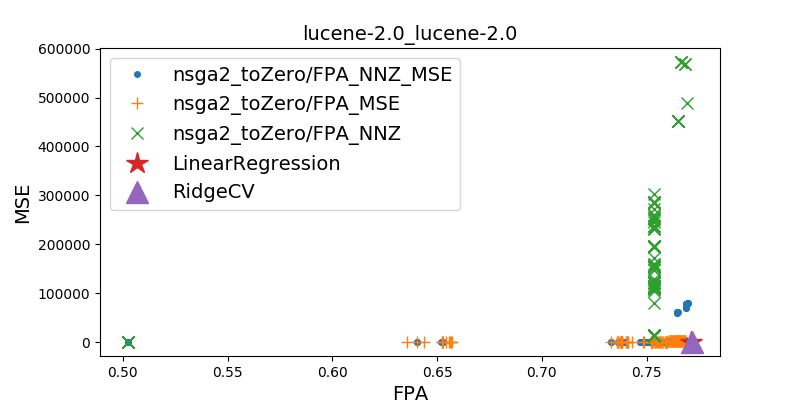 lucene-2.0_lucene-2.0
600000
500000
400000
300000
200000
100000
0
MSE
nsga2_toZero/FPA_NNZ_MSE
nsga2_toZero/FPA_MSE
nsga2_toZero/FPA_NNZ
LinearRegression
RidgeCV
0.50 0.55 0.60 0.65 0.70 0.75
FPA